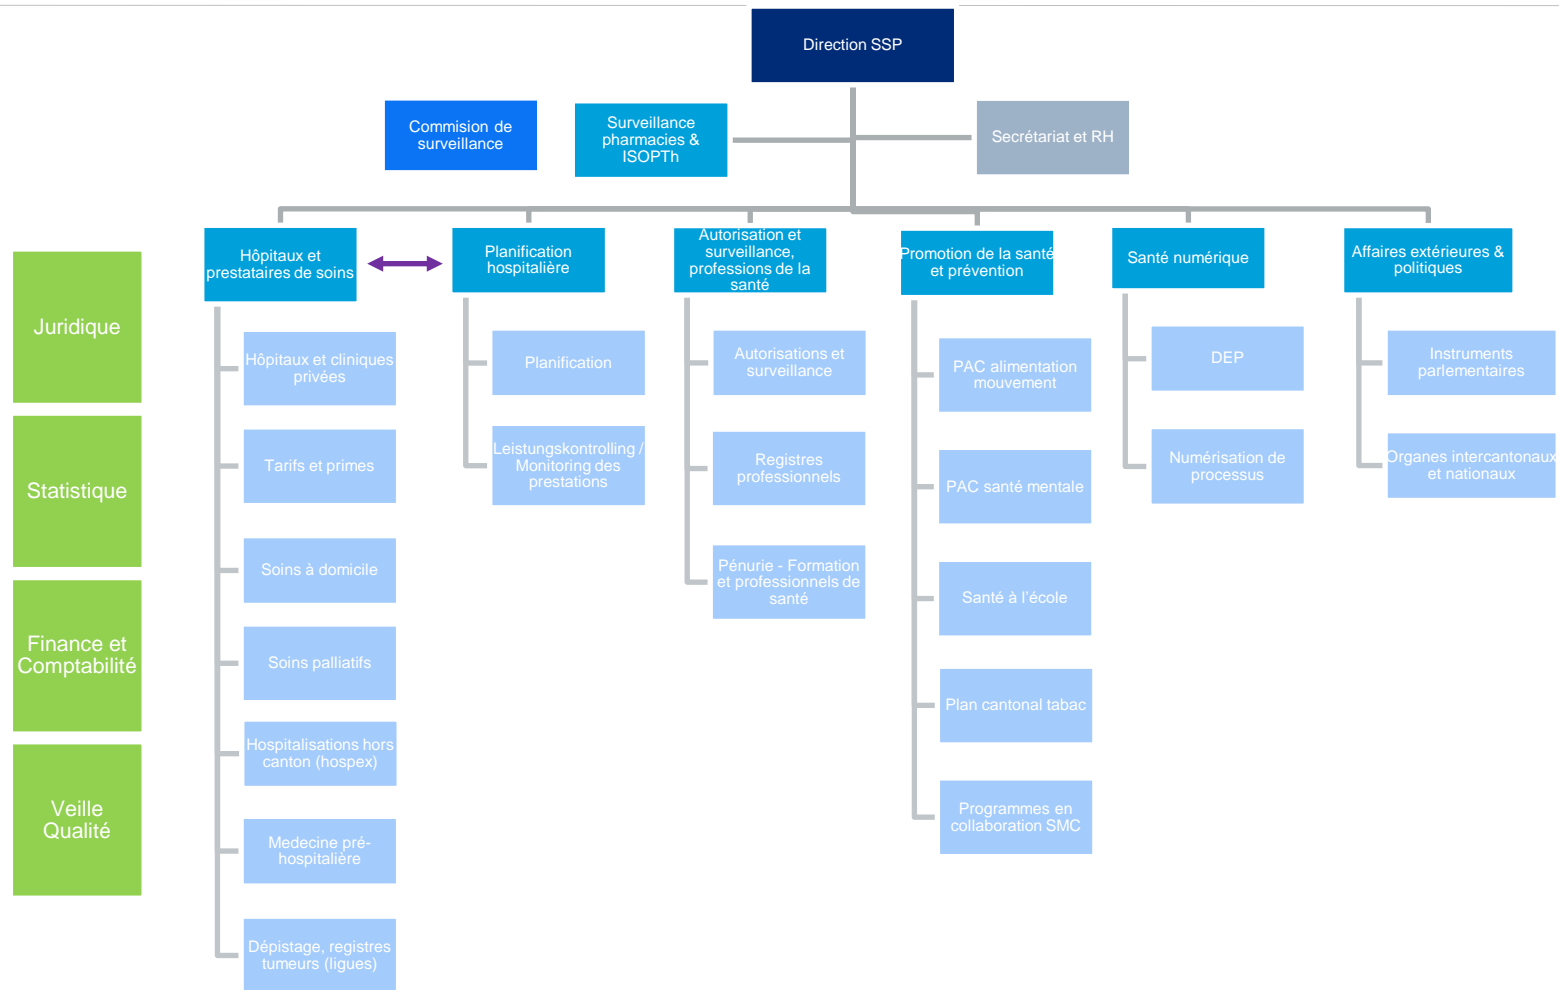 Direction SSP
Commision de
surveillance
Surveillance
pharmacies &
ISOPTh
Secrétariat et RH
Hôpitaux et
prestataires de soins
Planification
hospitalière
Autorisation et
surveillance,
professions de la
santé
Promotion de la santé
et prévention
Santé numérique
Affaires extérieures &
politiques
Juridique
Statistique
Finance et
Comptabilité
Veille
Qualité
Hôpitaux et cliniques
privées
Tarifs et primes
Soins à domicile
Soins palliatifs
Hospitalisations hors
canton (hospex)
Medecine pré-
hospitalière
Dépistage, registres
tumeurs (ligues)
Planification
Leistungskontrolling /
Monitoring des
prestations
Autorisations et
surveillance
Registres
professionnels
Pénurie - Formation
et professionnels de
santé
PAC alimentation
mouvement
PAC santé mentale
Santé à l'école
Plan cantonal tabac
Programmes en
collaboration SMC
DEP
Numérisation de
processus
Instruments
parlementaires
Organes intercantonaux
et nationaux